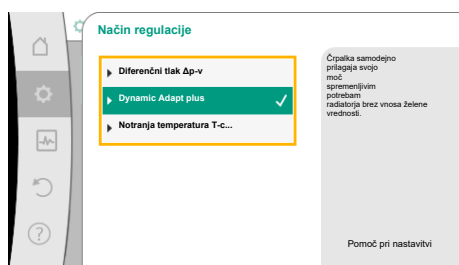 Način regulacije
Diferenčni tlak Δp-v
Dynamic Adapt plus
Notranja temperatura T-c...
Črpalka samodejno
prilagaja svojo
moč
spremenljivim
potrebam
radiatorja brez vnosa želene
vrednosti.
Pomoč pri nastavitvi